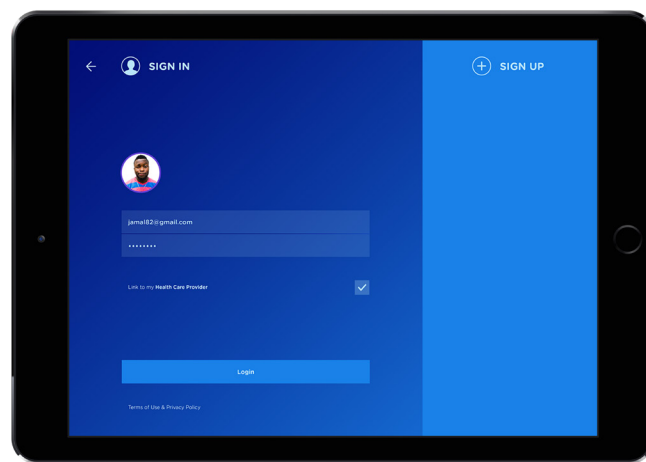 SIGN IN
SIGN UP
jamal82@gmail.com
••••••••
Link to my Health Care Provider
Login
Terms of Use & Privacy Policy